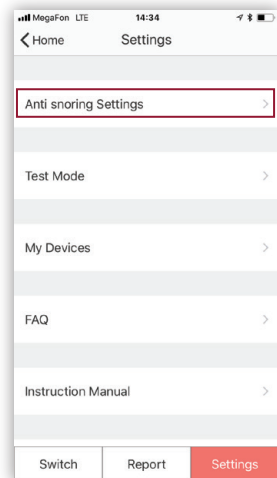 MegaFon LTE 14:34
Home Settings
Anti snoring Settings
Test Mode
My Devices
FAQ
Instruction Manual
Switch Report Settings